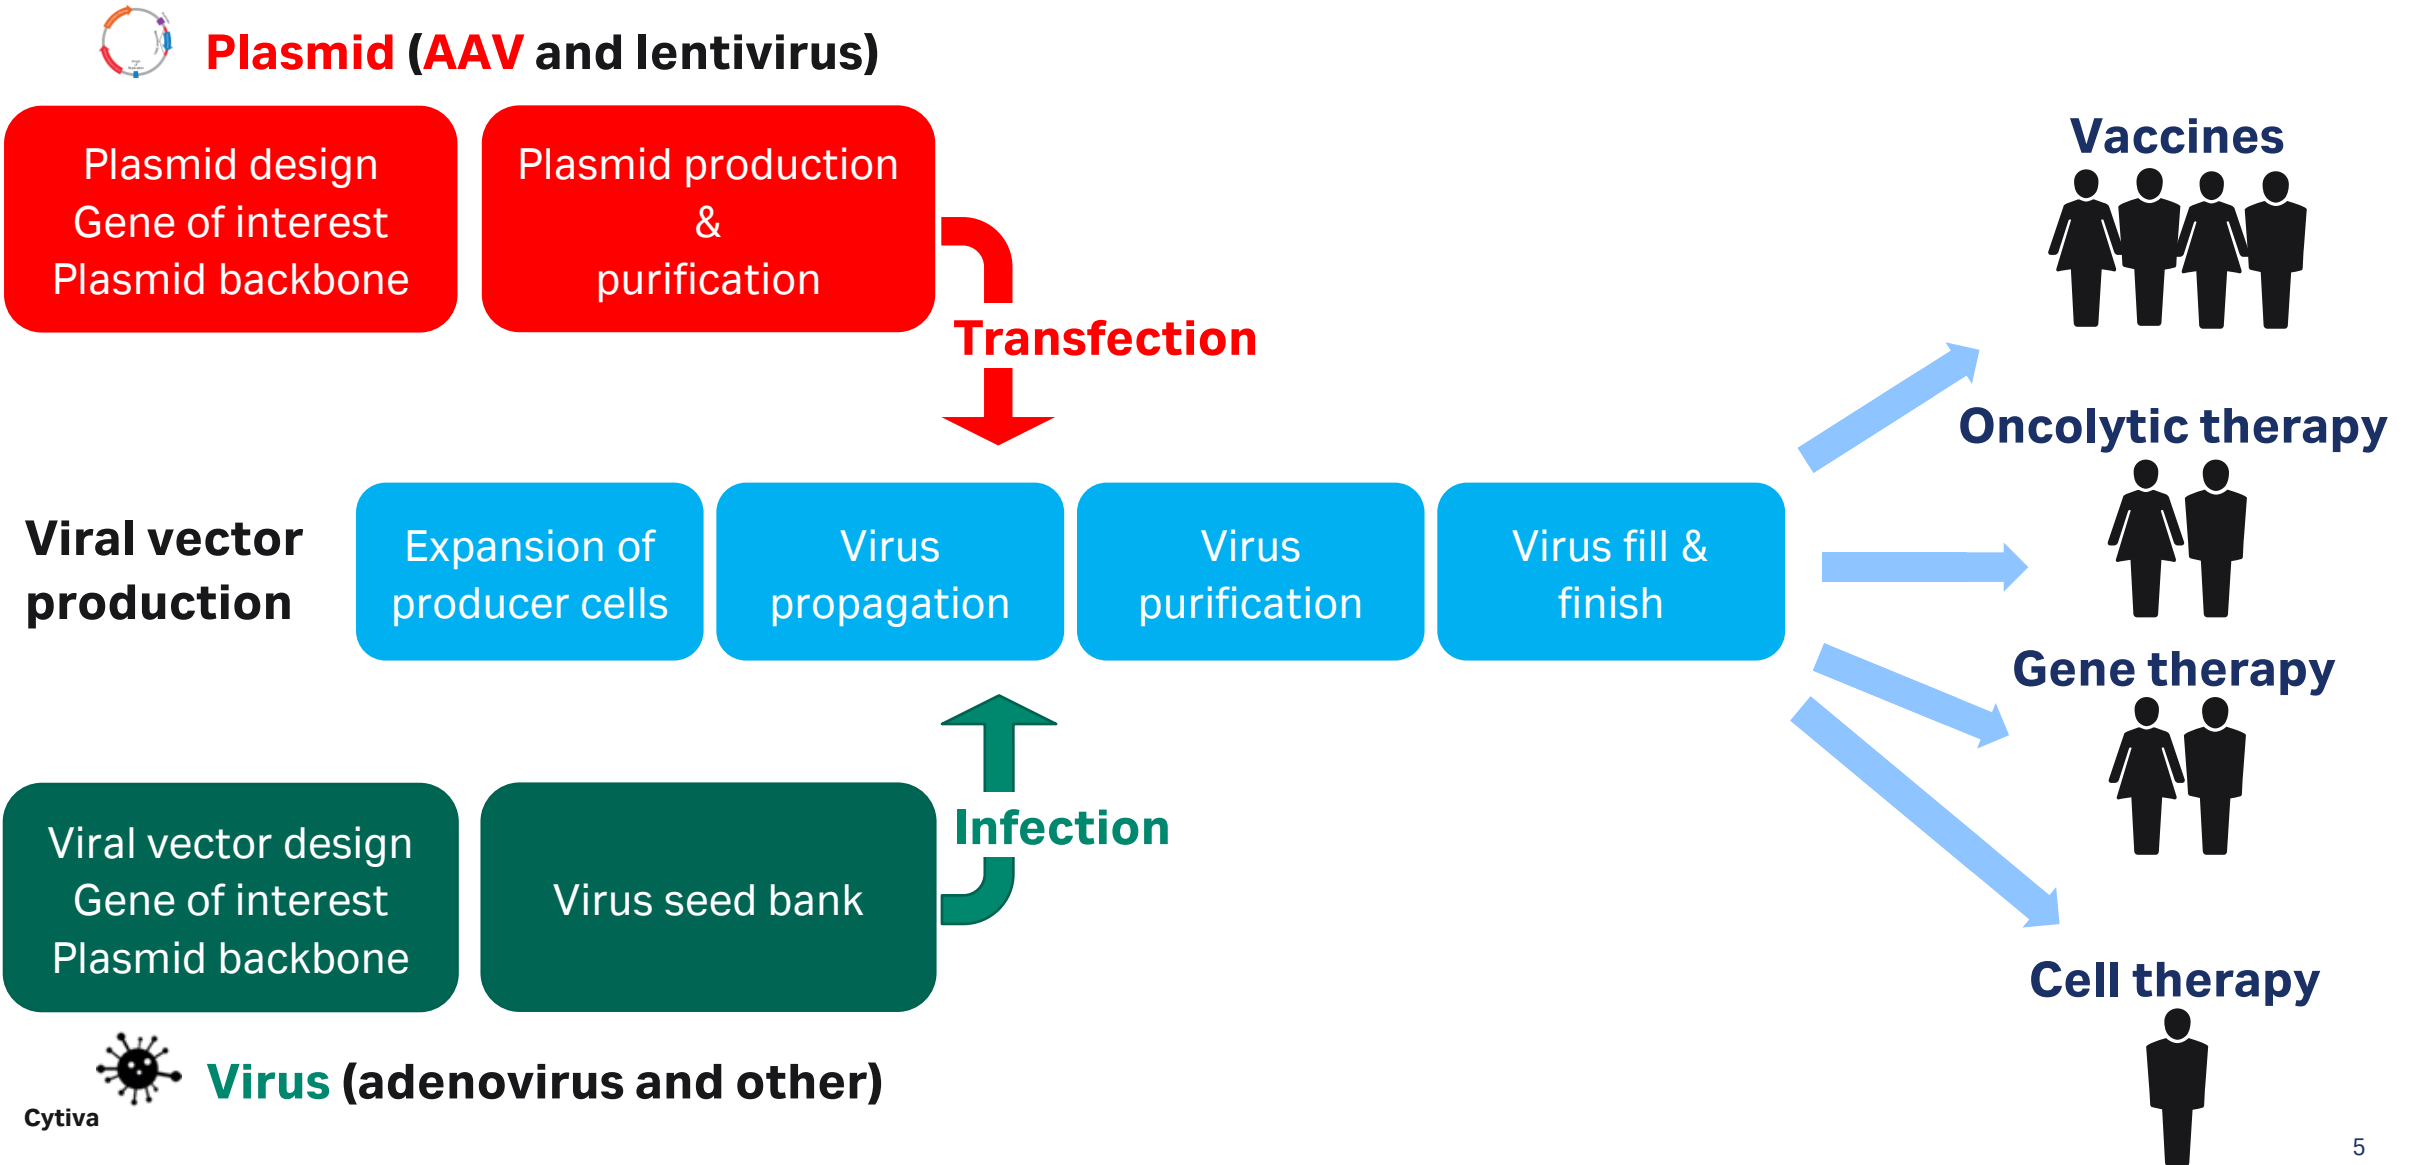 Plasmid (AAV and lentivirus)
Plasmid design
Gene of interest
Plasmid backbone
Plasmid production
&
purification
Transfection
Viral vector
production
Expansion of
producer cells
Virus
propagation
Virus
purification
Virus fill &
finish
Viral vector design
Gene of interest
Plasmid backbone
Virus seed bank
Infection
Virus (adenovirus and other)
Vaccines
Oncolytic therapy
Gene therapy
Cell therapy
Cytiva
5